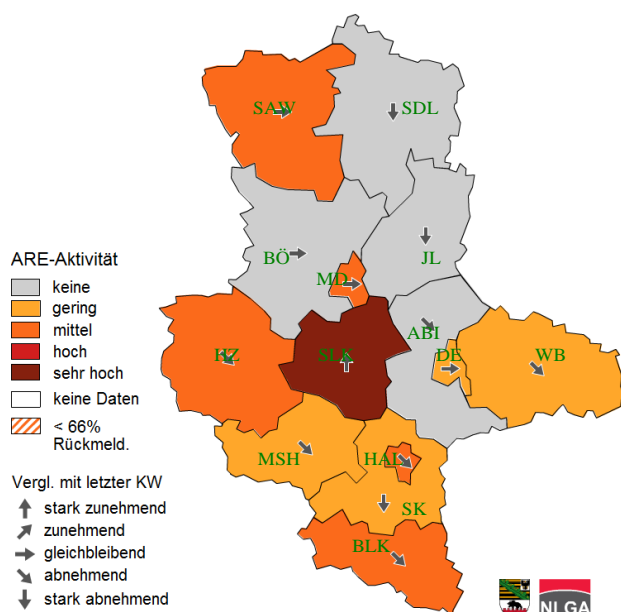 SAW
SDL
BÖ
MD
JL
ARE-Aktivität
keine
gering
mittel
hoch
sehr hoch
keine Daten
< 66%
Rückmeld.
HZ
SLK
ABI
DE
WB
MSH
HAL
SK
BLK
Vergl. mit letzter KW
stark zunehmend
zunehmend
gleichbleibend
abnehmend
stark abnehmend
NLGA